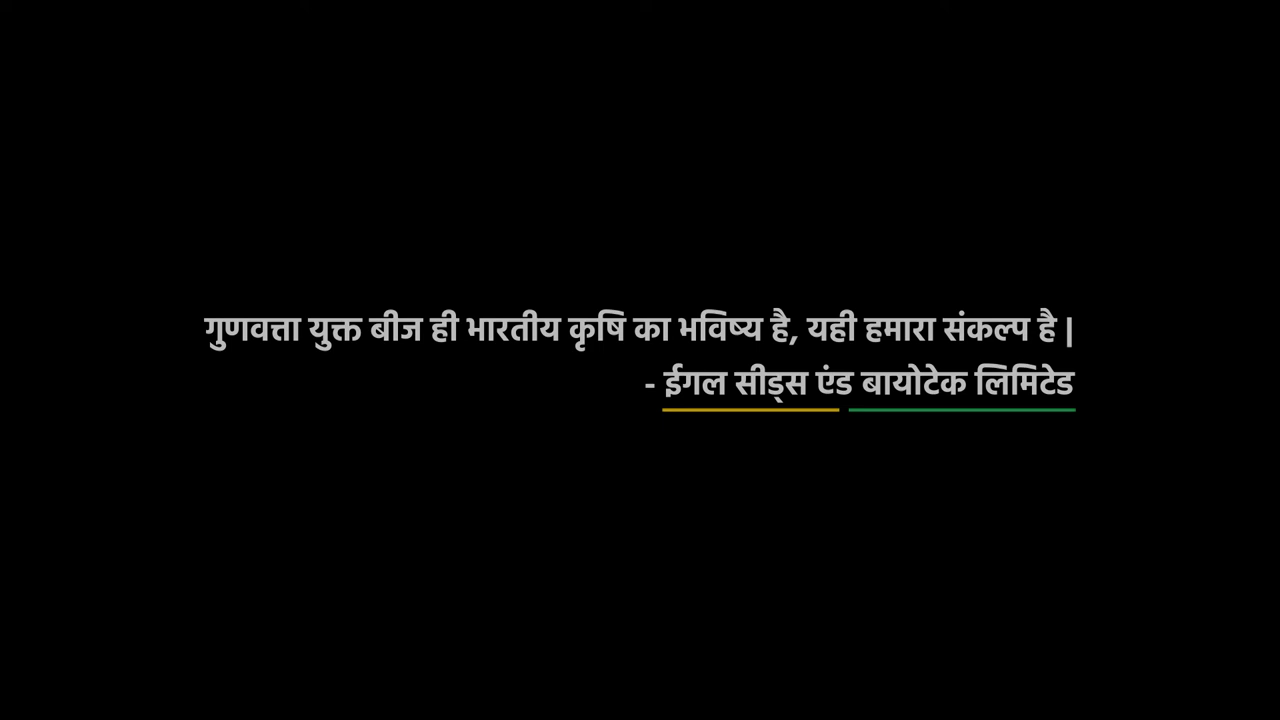 गुणवत्ता युक्त बीज ही भारतीय कृषि का भविष्य है, यही हमारा संकल्प है |
- ईगल सीड्स एंड बायोटेक लिमिटेड